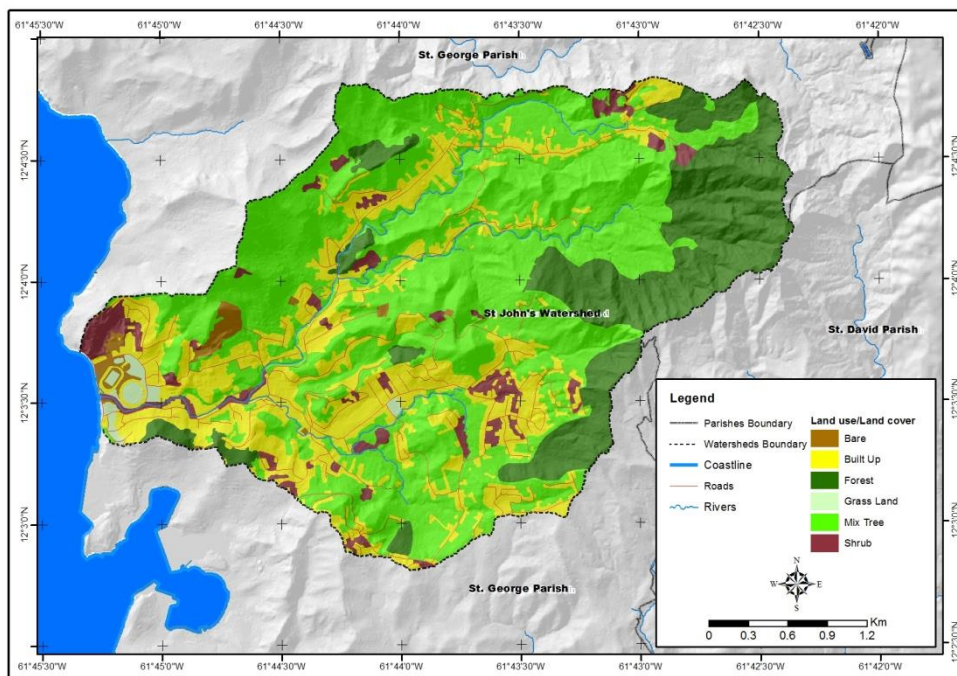 61°45'30"W 61°45'0"W 61°44'30"W 61°44'0"W 61°43'30"W 61°43'0"W 61°42'30"W 61°42'0"W
St. George Parish
12°4'30"N 12°4'30"N
12°4'0"N 12°4'0"N
St John's Watershed
St. David Parish
12°3'30"N 12°3'30"N
12°3'0"N 12°3'0"N
12°2'30"N
St. George Parish
Legend
Parishes Boundary
Watersheds Boundary
Coastline
Roads
Rivers
Land use/Land cover
Bare
Built Up
Forest
Grass Land
Mix Tree
Shrub
N
W E
S
Km
0 0.3 0.6 0.9 1.2
61°45'30"W 61°45'0"W 61°44'30"W 61°44'0"W 61°43'30"W 61°43'0"W 61°42'30"W 61°42'0"W